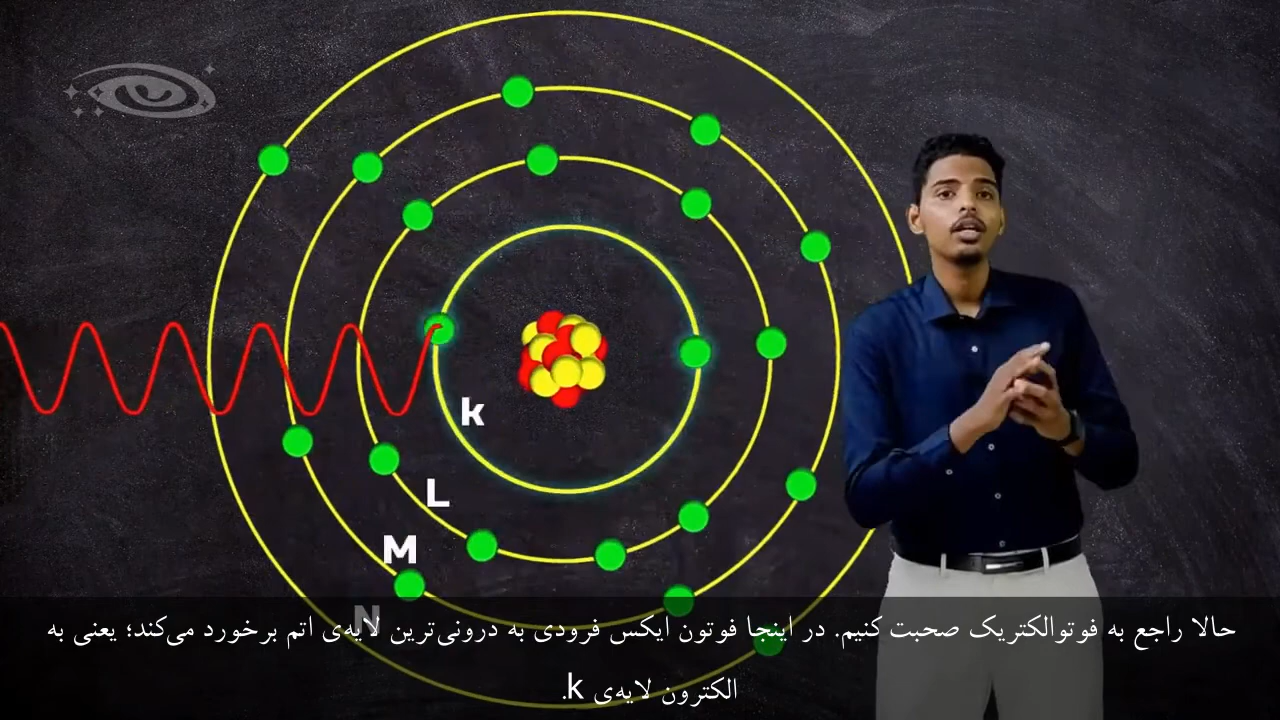 k
L
M
N
حالا راجع به فوتوالکتریک صحبت کنیم. در اینجا فوتون ایکس فرودی به درونی‌ترین لایه‌ی اتم برخورد می‌کند؛ یعنی به
الکترون لایه‌ی k.